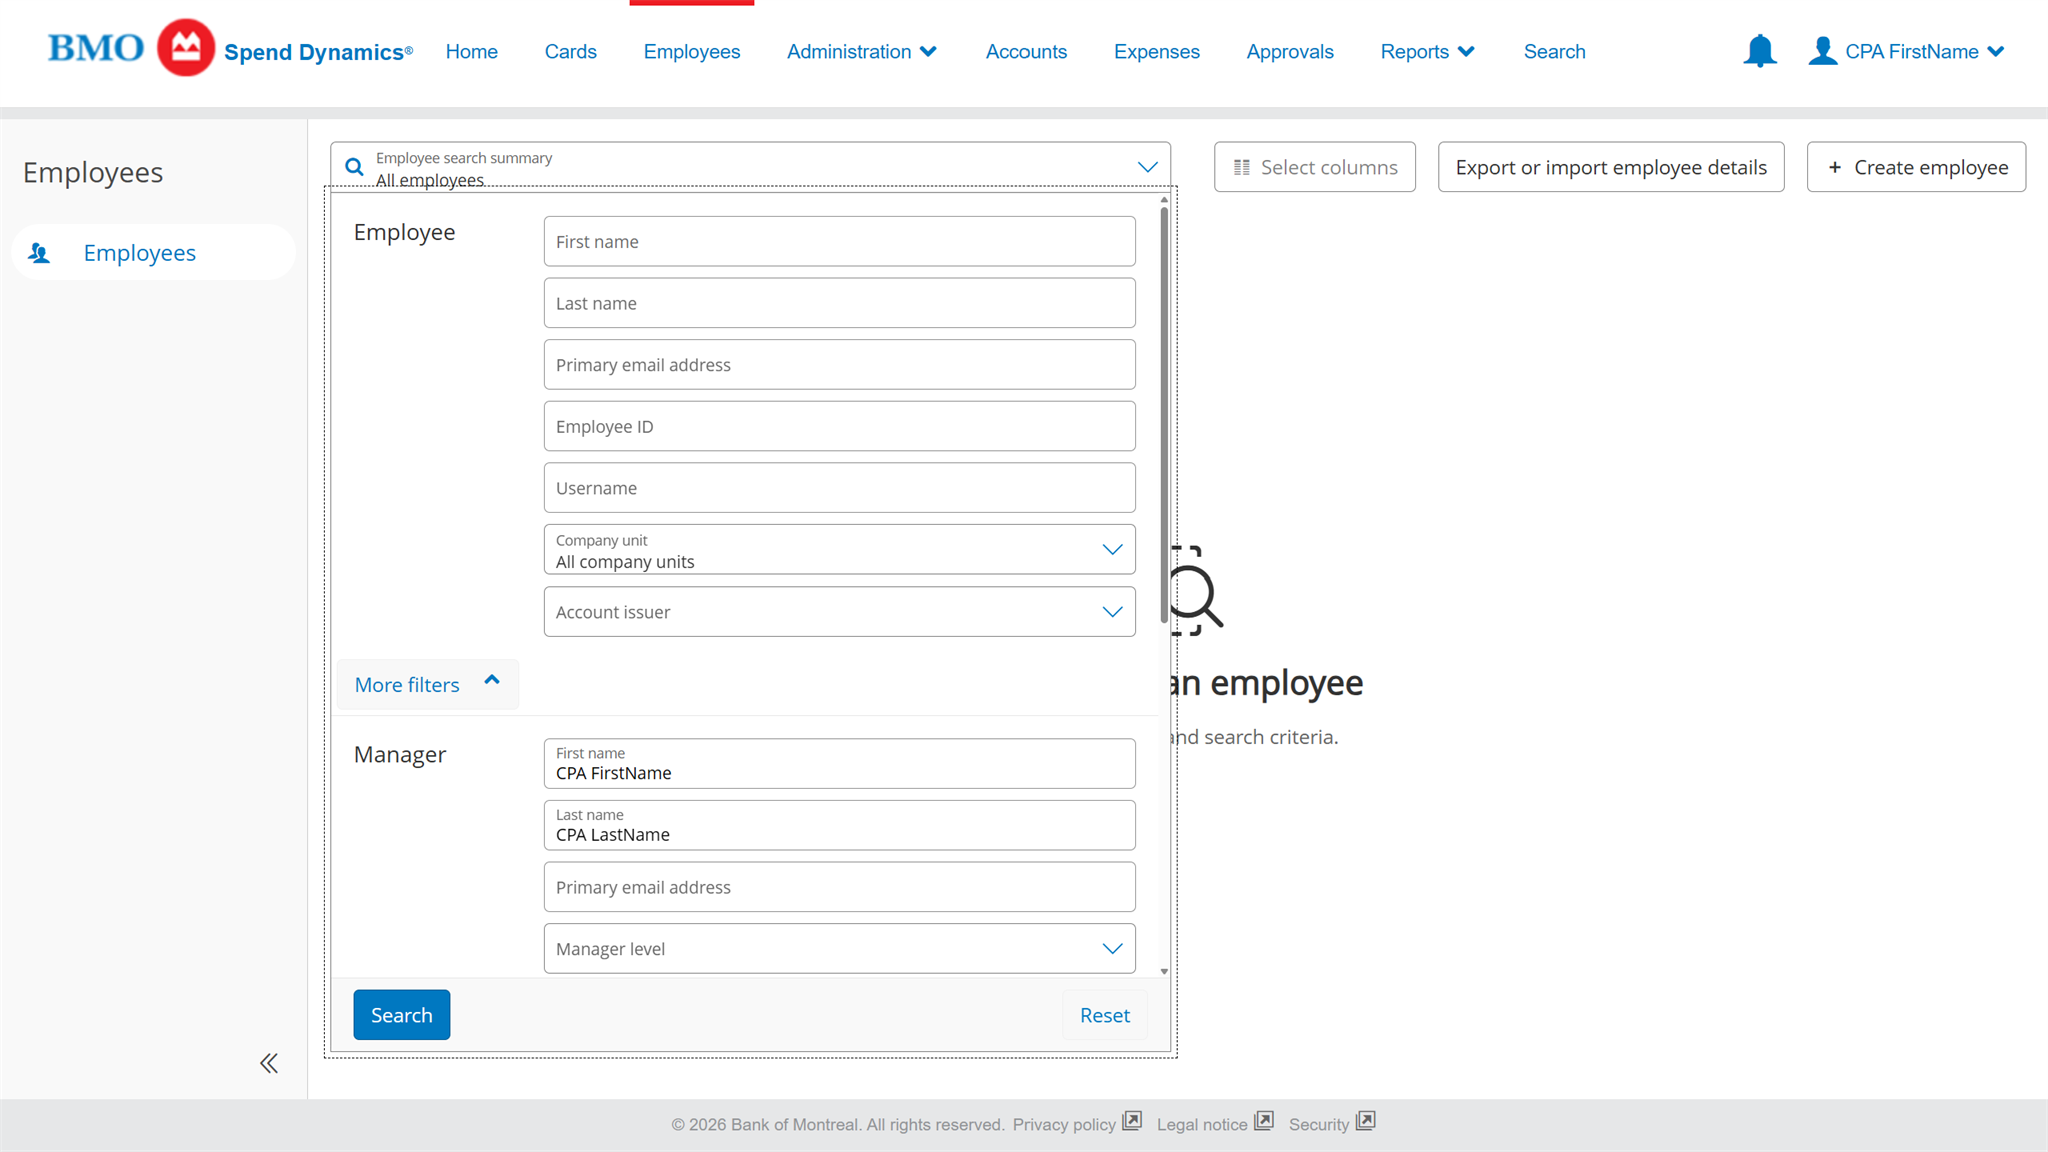 BMO Spend Dynamics® Home Cards Employees Administration Accounts Expenses Approvals Reports Search CPA FirstName
Employees
Employees
Employee search summary
All employees
Select columns
Export or import employee details
+ Create employee
Employee
First name
Last name
Primary email address
Employee ID
Username
Company unit
All company units
Account issuer
More filters
Manager
First name
CPA FirstName
Last name
CPA LastName
Primary email address
Manager level
Search
Reset
an employee
and search criteria.
© 2026 Bank of Montreal. All rights reserved. Privacy policy Legal notice Security